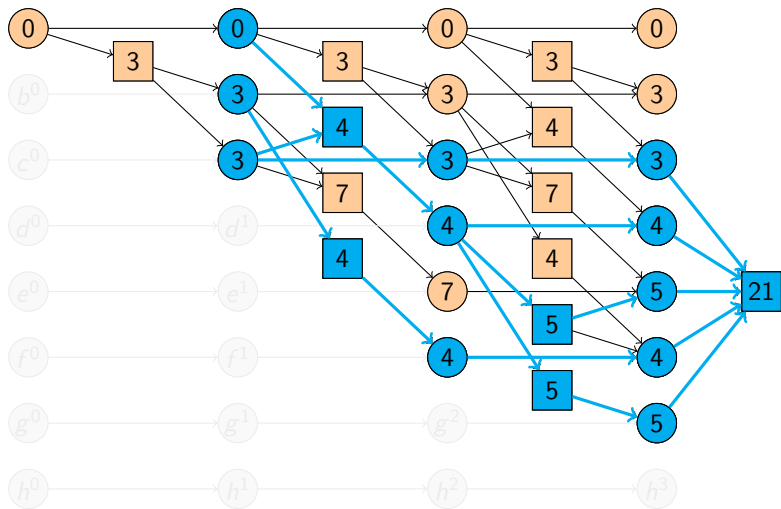 0 0 0 0
3 3 3
b⁰ 3 3 3
4 4
c⁰ 3 3 3
7 7
d⁰ d¹ 4 4
4 4
e⁰ e¹ 7 5 21
5
f⁰ f¹ 4 4
5
g⁰ g¹ g² 5
h⁰ h¹ h² h³